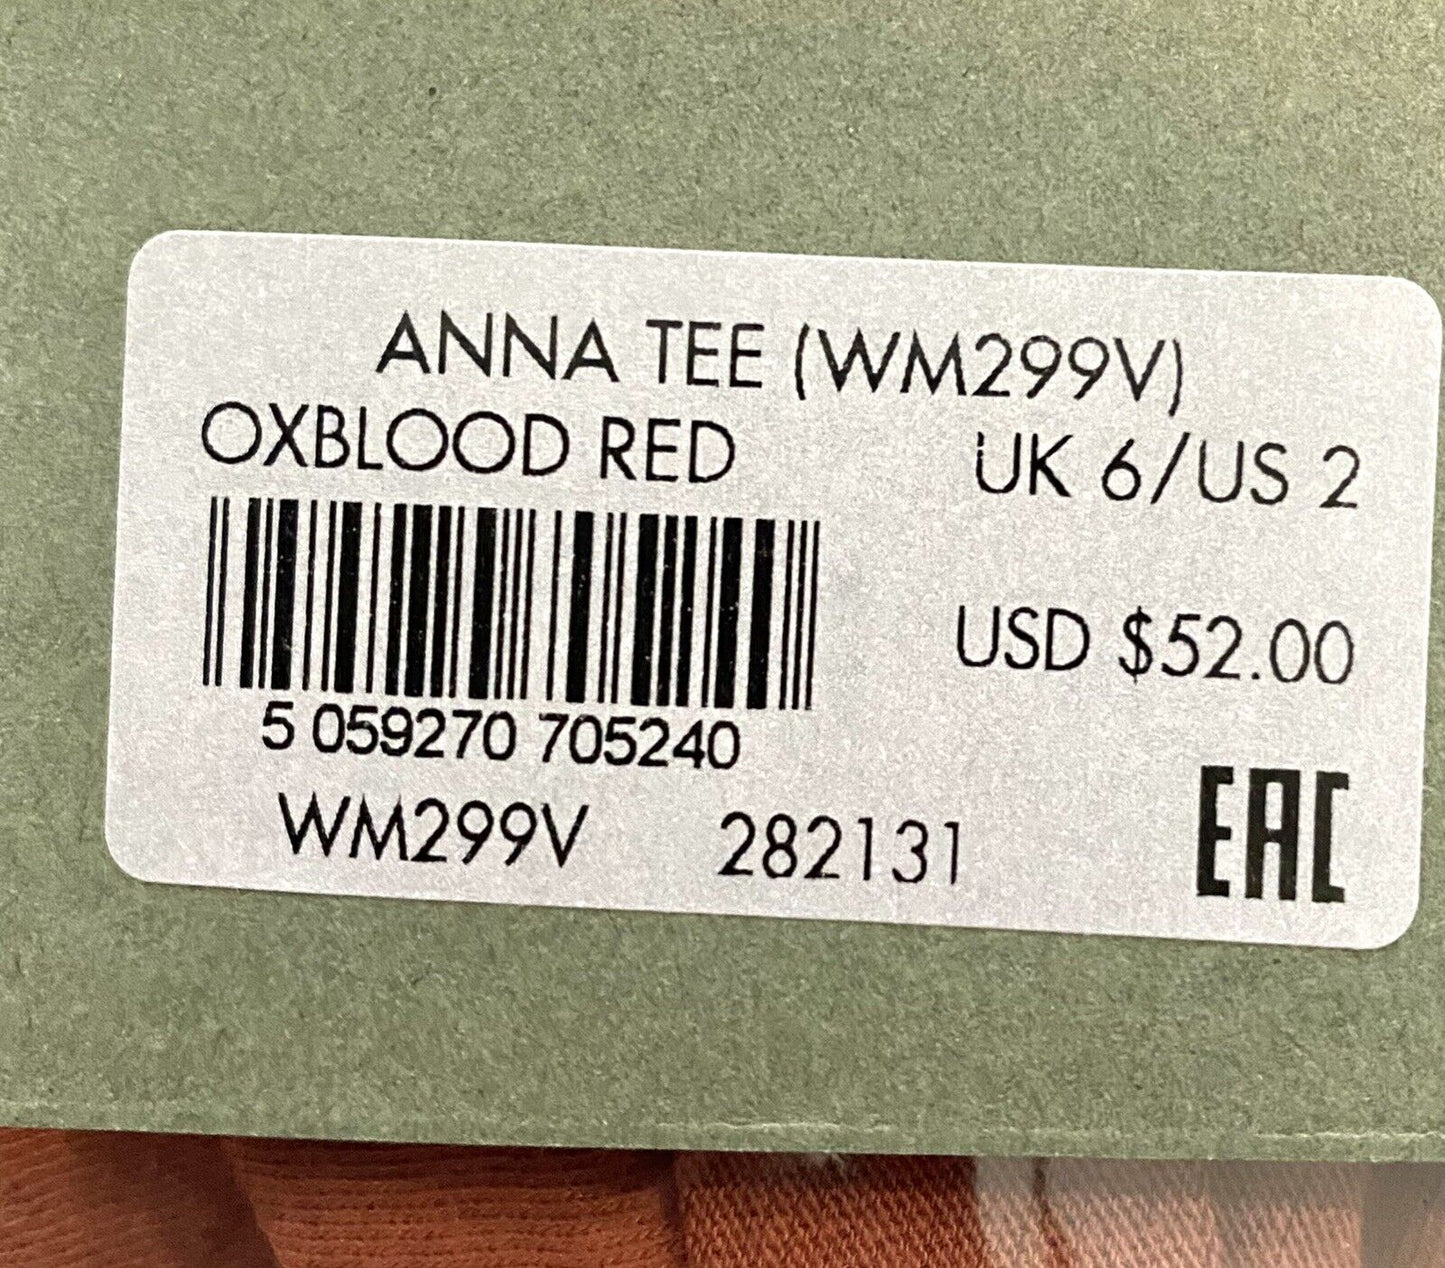 ANNA TEE (WM299V)
OXBLOOD RED UK 6/US 2
USD $52.00
5 059270 705240
WM299V 282131 EAC